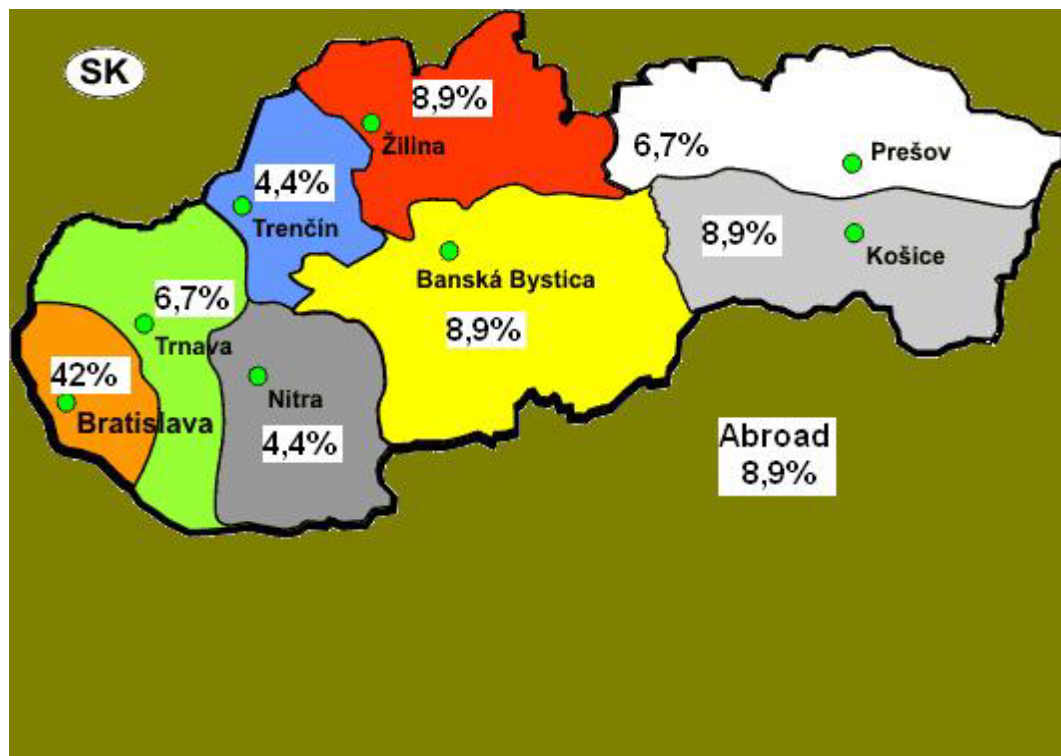 SK
8,9%
Žilina
6,7%
Prešov
4,4%
Trenčín
8,9%
Košice
Banská Bystica
8,9%
6,7%
Trnava
42%
Bratislava
Nitra
4,4%
Abroad
8,9%